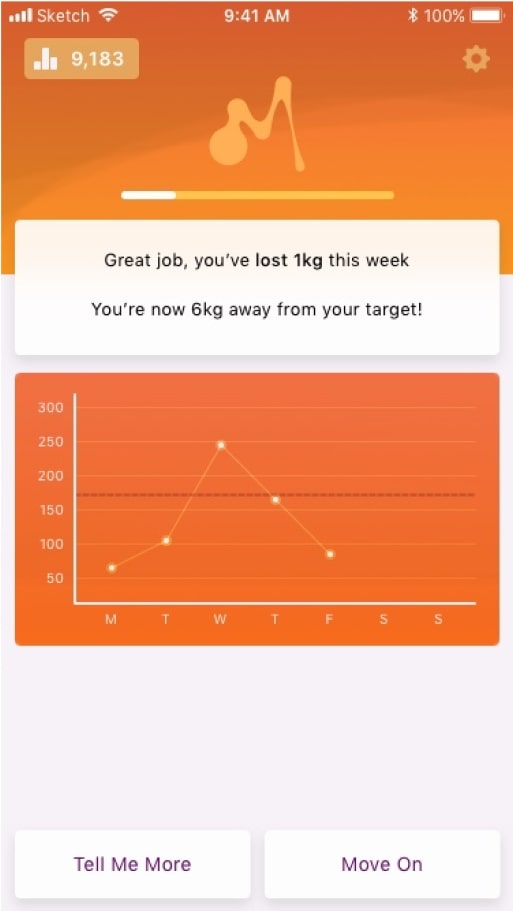 Sketch 9:41 AM 100%
9,183
Great job, you’ve lost 1kg this week
You’re now 6kg away from your target!
300
250
200
150
100
50
M T W T F S S
Tell Me More Move On